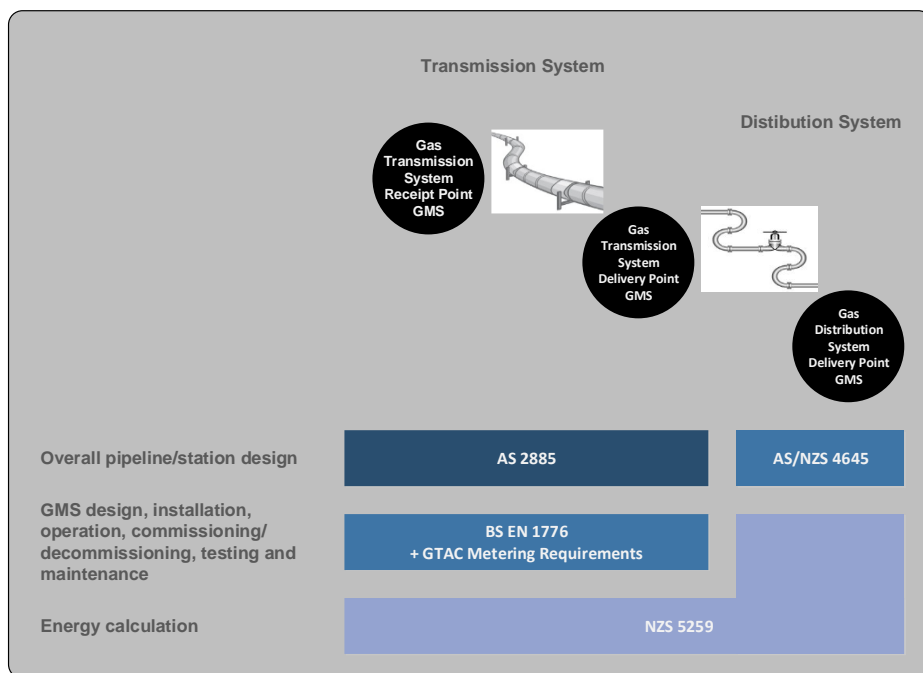 Transmission System
Distibution System
Gas
Transmission
System
Receipt Point
GMS
Gas
Transmission
System
Delivery Point
GMS
Gas
Distribution
System
Delivery Point
GMS
Overall pipeline/station design
AS 2885
AS/NZS 4645
GMS design, installation,
operation, commissioning/
decommissioning, testing and
maintenance
BS EN 1776
+ GTAC Metering Requirements
Energy calculation
NZS 5259